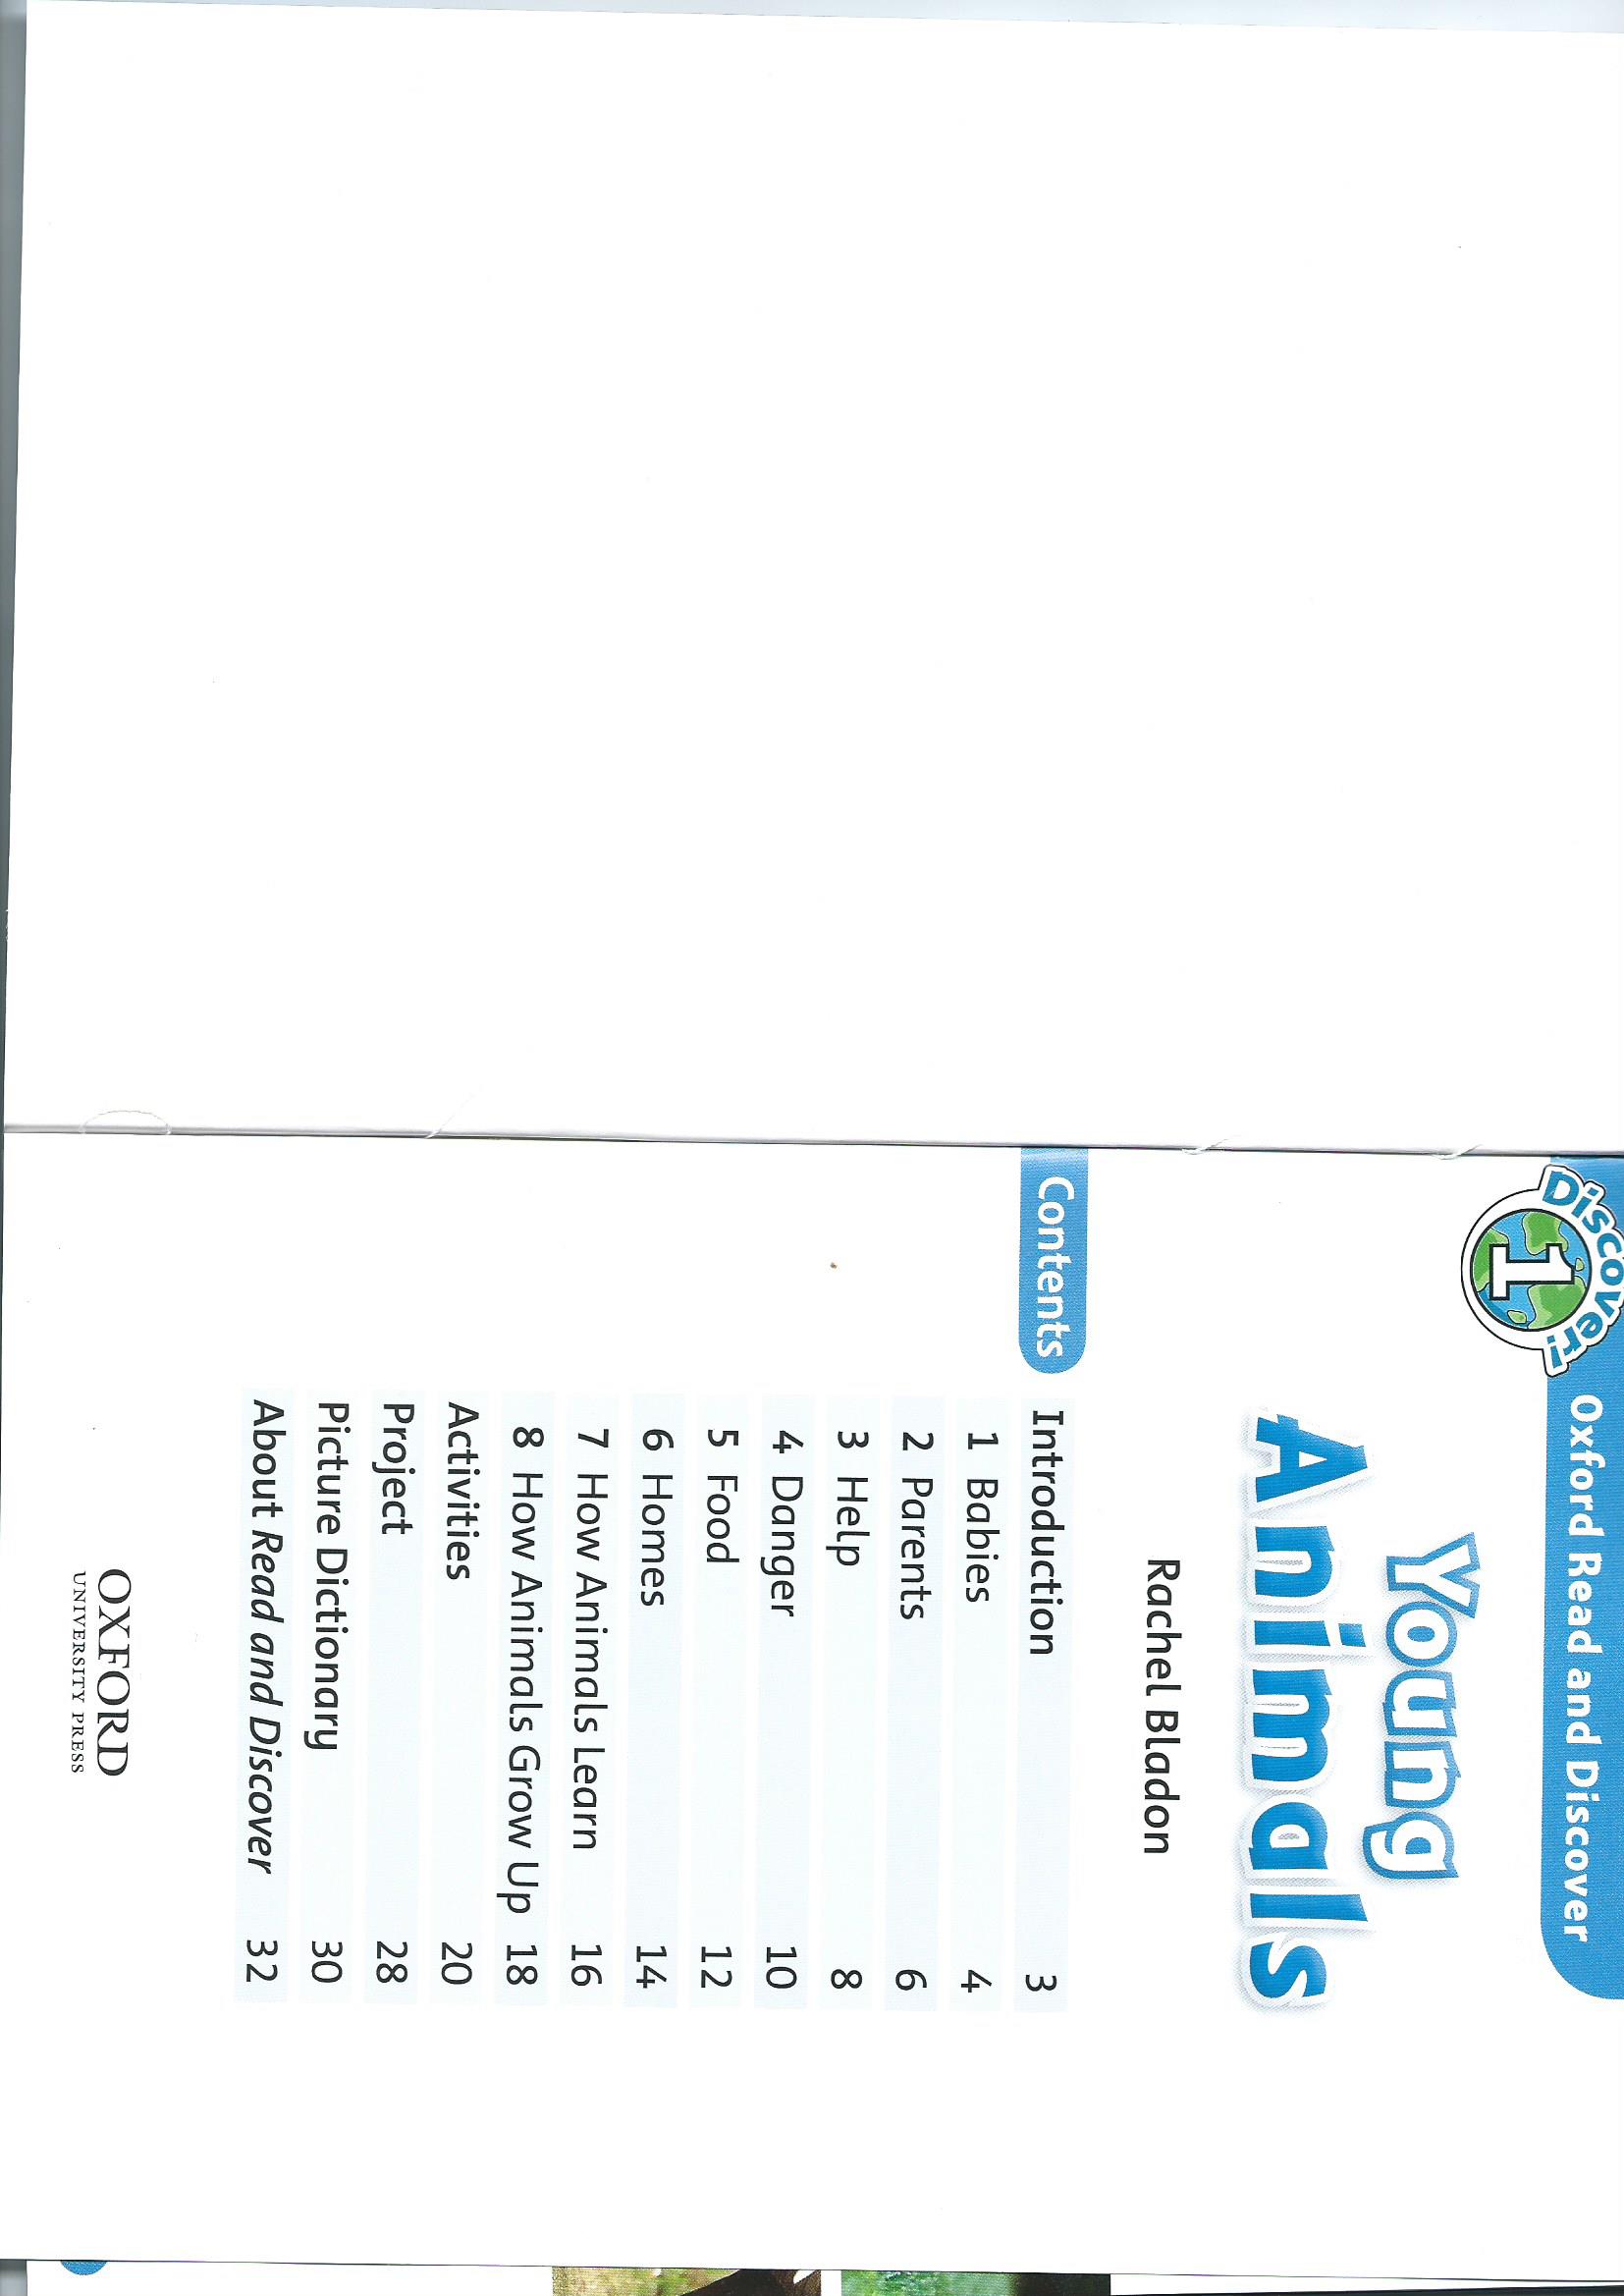 Discover!
1
Oxford Read and Discover
Young
Animals
Rachel Bladon
Contents
Introduction 3
1 Babies 4
2 Parents 6
3 Help 8
4 Danger 10
5 Food 12
6 Homes 14
7 How Animals Learn 16
8 How Animals Grow Up 18
Activities 20
Project 28
Picture Dictionary 30
About Read and Discover 32
OXFORD
UNIVERSITY PRESS